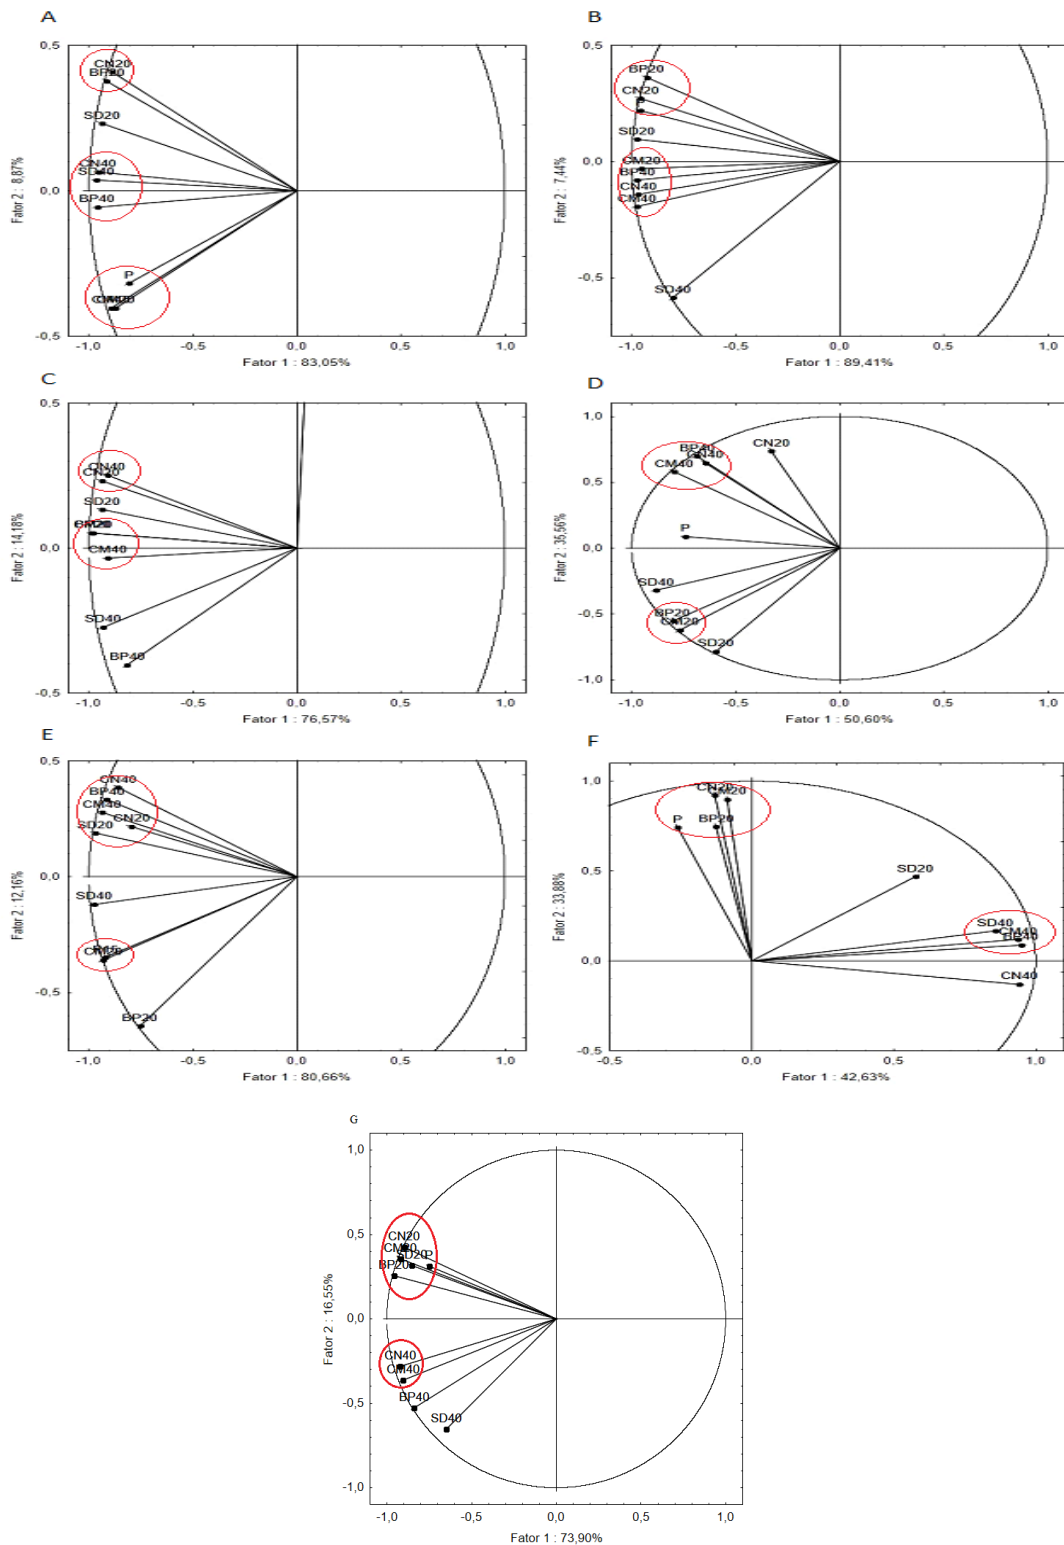 A
0,5
CN20
BP20
SD20
CN40
SD40
0,0
BP40
P
-0,5
-1,0 -0,5 0,0 0,5 1,0
Fator 1 : 83,05%
Fator 2 : 8,87%
B
0,5
BP20
CN20
SD20
CM20
0,0
BP40
CN40
CM40
SD40
-0,5
-1,0 -0,5 0,0 0,5 1,0
Fator 1 : 89,41%
Fator 2 : 7,44%
C
0,5
CN40
CN20
SD20
0,0
CM40
SD40
BP40
-0,5
-1,0 -0,5 0,0 0,5 1,0
Fator 1 : 76,57%
Fator 2 : 14,18%
D
1,0
CN20
BP40
CN40
CM40
0,5
P
0,0
SD40
BP20
-0,5
CM20
SD20
-1,0
-1,0 -0,5 0,0 0,5 1,0
Fator 1 : 50,60%
Fator 2 : 35,56%
E
0,5
CN40
BP40
CM40
CN20
SD20
0,0
SD40
CM20
-0,5
BP20
-1,0 -0,5 0,0 0,5 1,0
Fator 1 : 80,66%
Fator 2 : 12,16%
F
1,0
CN20
CM20
P
BP20
SD20
0,5
SD40
CM40
BP40
0,0
CN40
-0,5
-0,5 0,0 0,5 1,0
Fator 1 : 42,63%
Fator 2 : 33,88%
G
1,0
0,5
CN20
CM20
SD20
P
BP20
0,0
CN40
CM40
BP40
-0,5
SD40
-1,0
-1,0 -0,5 0,0 0,5 1,0
Fator 1 : 73,90%
Fator 2 : 16,55%